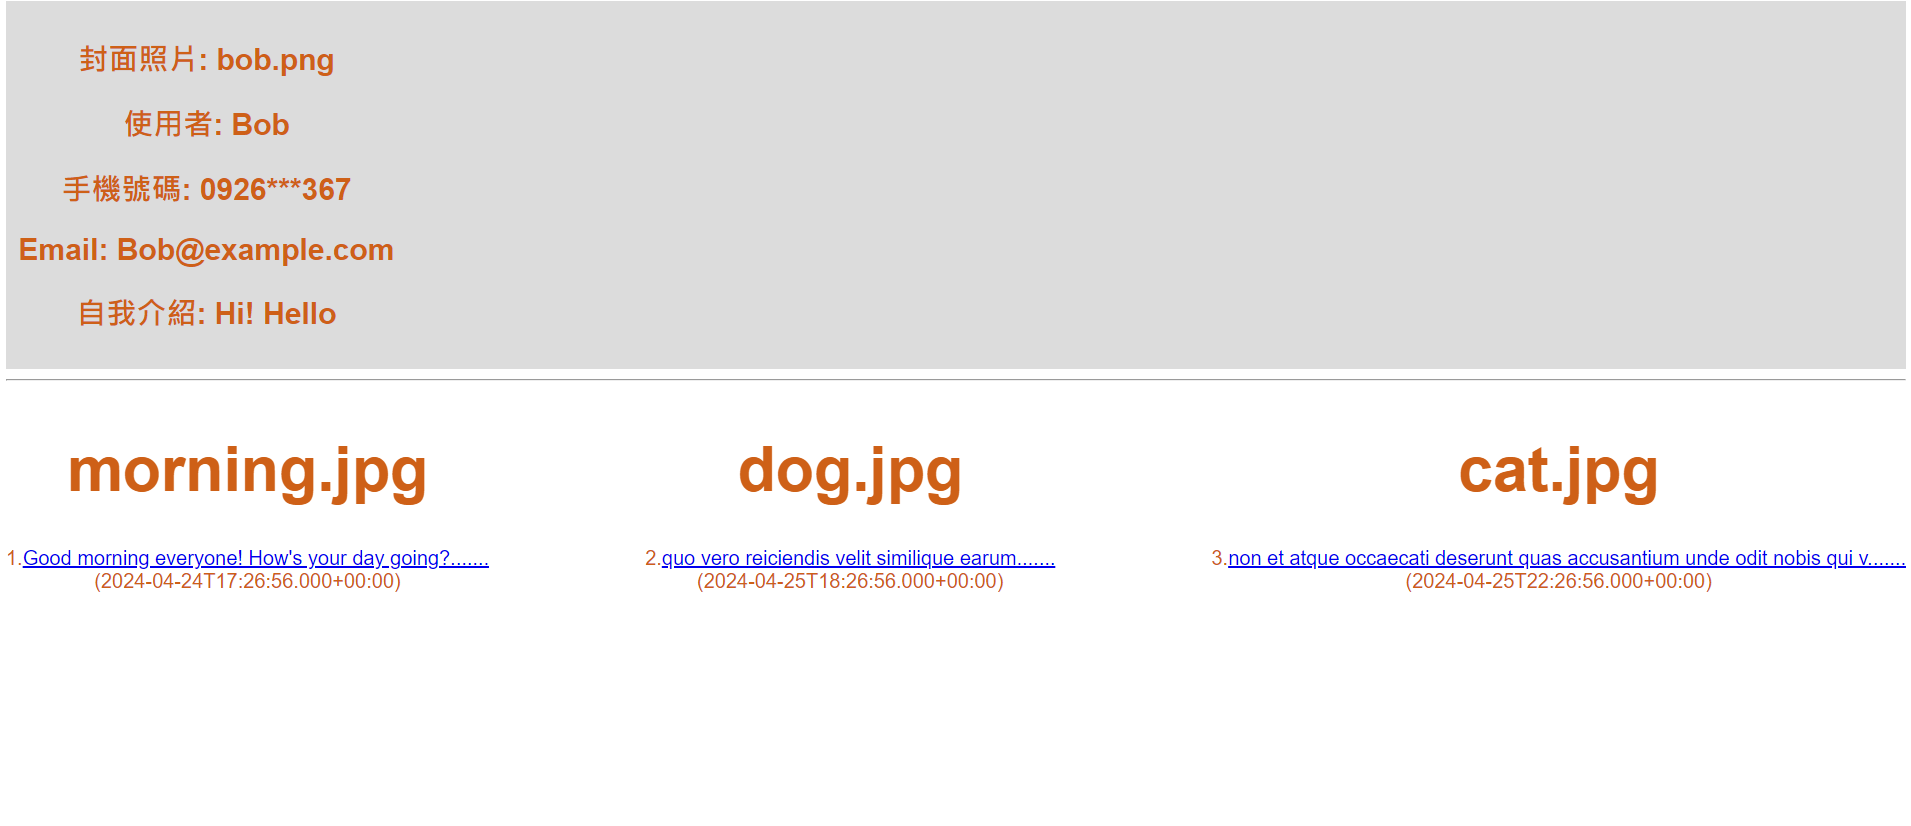 封面照片: bob.png
使用者: Bob
手機號碼: 0926***367
Email: Bob@example.com
自我介紹: Hi! Hello
morning.jpg
1.Good morning everyone! How's your day going?.......
(2024-04-24T17:26:56.000+00:00)
dog.jpg
2.quo vero reiciendis velit similique earum.......
(2024-04-25T18:26:56.000+00:00)
cat.jpg
3.non et atque occaecati deserunt quas accusantium unde odit nobis qui v.......
(2024-04-25T22:26:56.000+00:00)